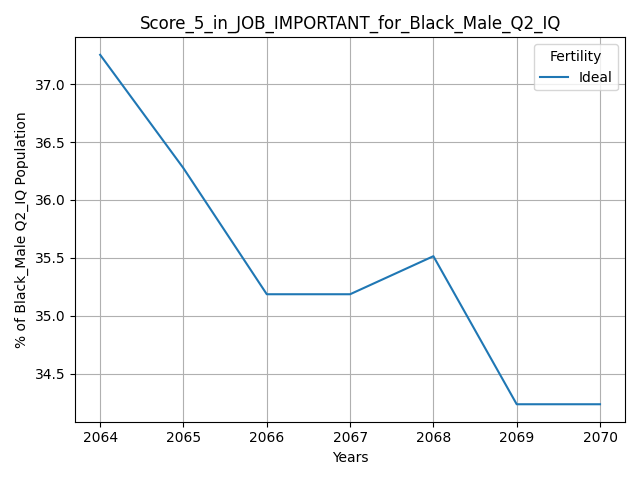 Score_5_in_JOB_IMPORTANT_for_Black_Male_Q2_IQ
Fertility
Ideal
% of Black_Male Q2_IQ Population
37.0
36.5
36.0
35.5
35.0
34.5
2064 2065 2066 2067 2068 2069 2070
Years